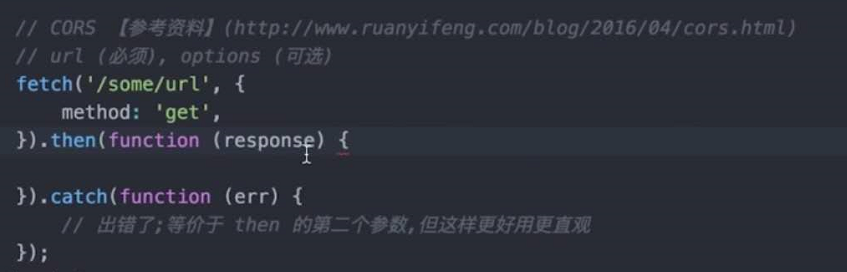 // CORS 【参考资料】(http://www.ruanyifeng.com/blog/2016/04/cors.html)
// url (必须), options (可选)
fetch('/some/url', {
    method: 'get',
}).then(function (response) {
}).catch(function (err) {
    // 出错了;等价于 then 的第二个参数,但这样更好用更直观
});